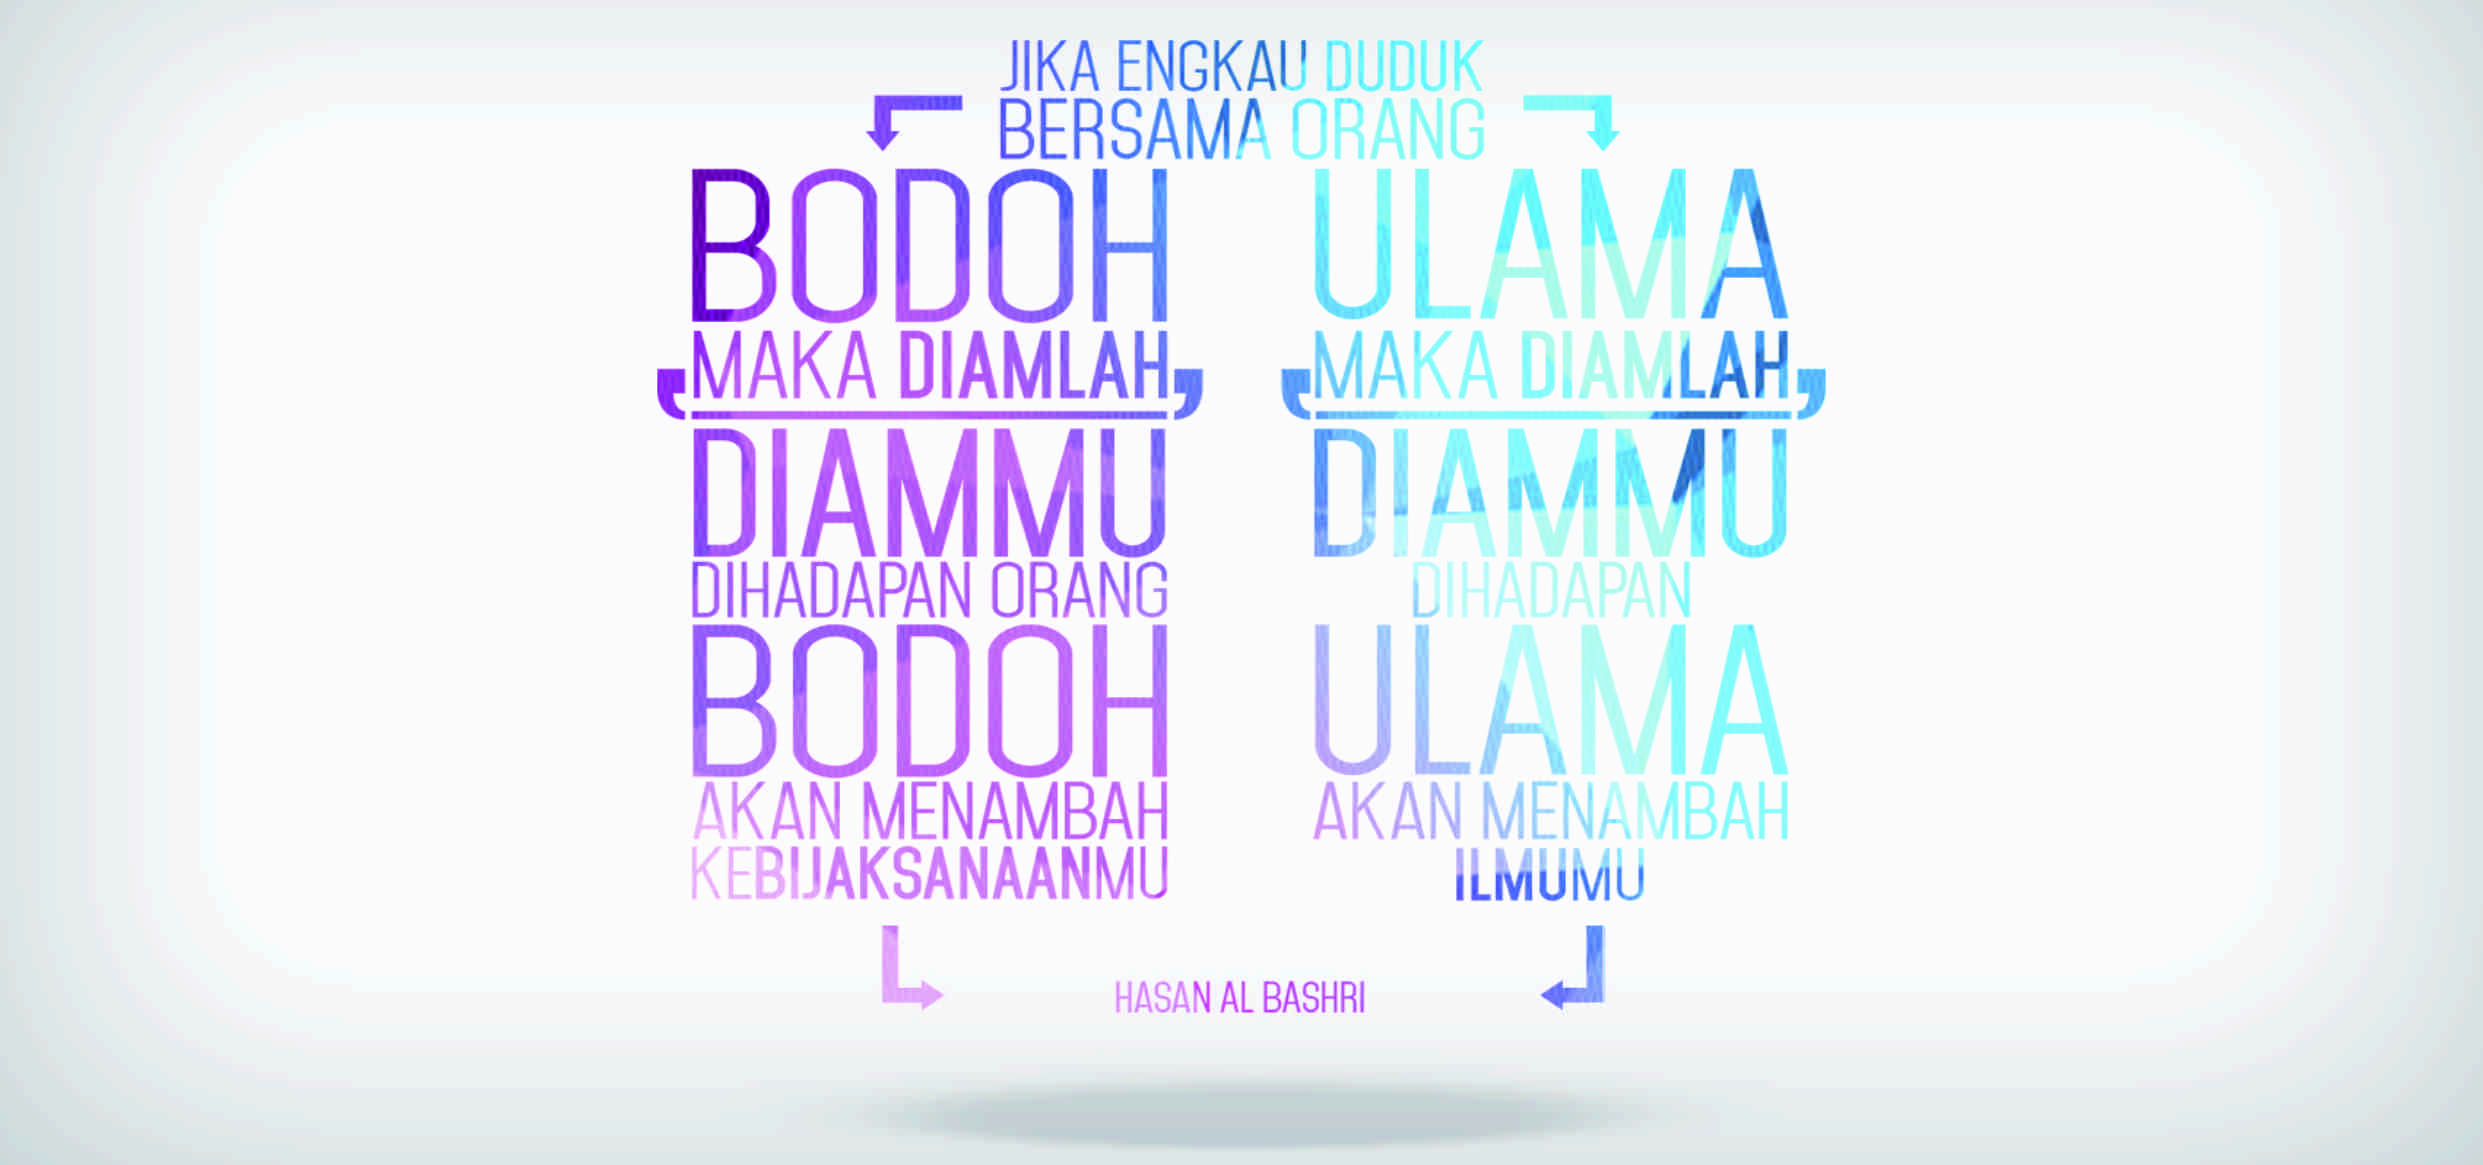 JIKA ENGKAU DUDUK
BERSAMA ORANG
BODOH
MAKA DIAMLAH
DIAMMU
DIHADAPAN ORANG
BODOH
AKAN MENAMBAH
KEBIJAKSANAANMU
ULAMA
MAKA DIAMLAH
DIAMMU
DIHADAPAN
ULAMA
AKAN MENAMBAH
ILMUMU
HASAN AL BASHRI